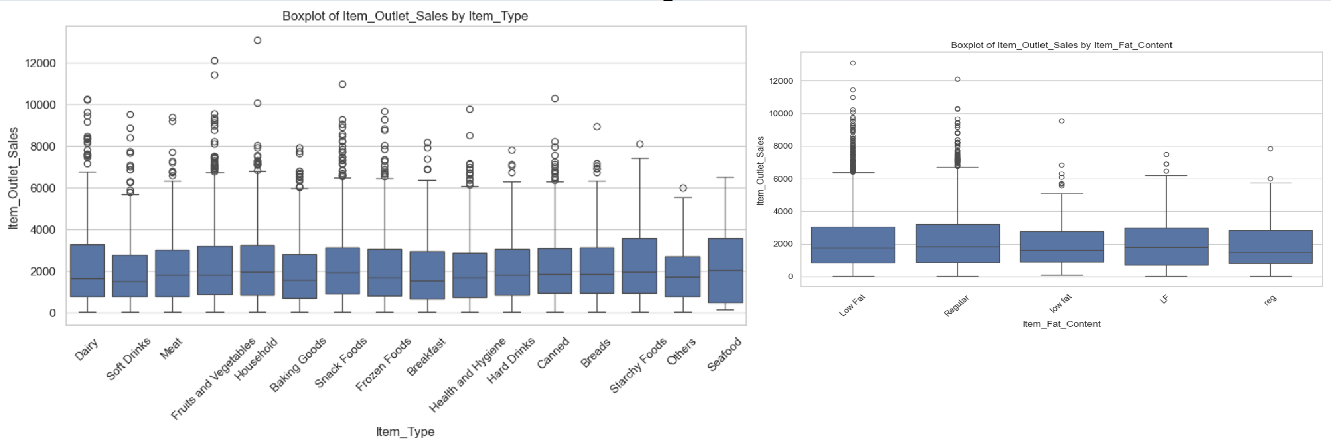 Boxplot of Item_Outlet_Sales by Item_Type
Item_Outlet_Sales
12000
10000
8000
6000
4000
2000
0
Dairy
Soft Drinks
Meat
Fruits and Vegetables
Household
Baking Goods
Snack Foods
Frozen Foods
Breakfast
Health and Hygiene
Hard Drinks
Canned
Breads
Starchy Foods
Others
Seafood
Item_Type
Boxplot of Item_Outlet_Sales by Item_Fat_Content
Item_Outlet_Sales
12000
10000
8000
6000
4000
2000
0
Low Fat
Regular
low fat
LF
reg
Item_Fat_Content